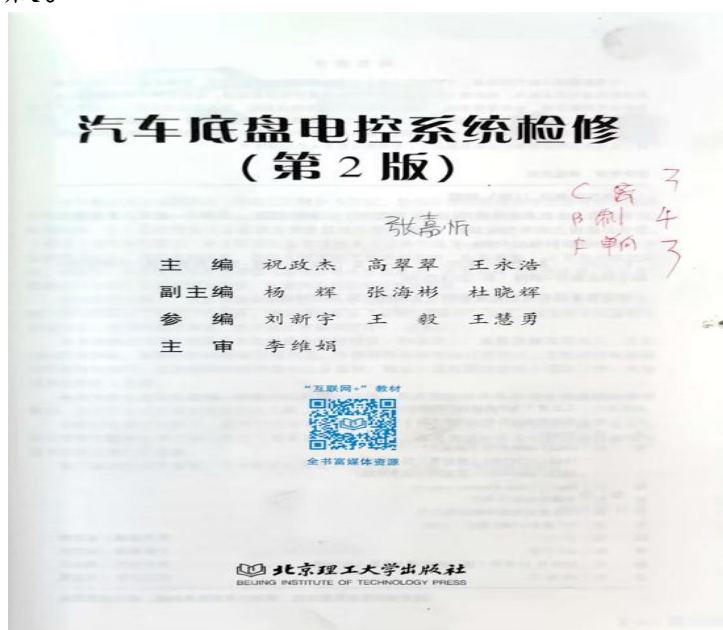 汽车底盘电控系统检修
（第 2 版）
张嘉忻
主　编　祝政杰　高翠翠　王永浩
副主编　杨　辉　张海彬　杜晓辉
参　编　刘新宇　王　毅　王慧勇
主　审　李维娟
C 3
B 制 4
3
“互联网+” 教材
全书富媒体资源
北京理工大学出版社
BEIJING INSTITUTE OF TECHNOLOGY PRESS